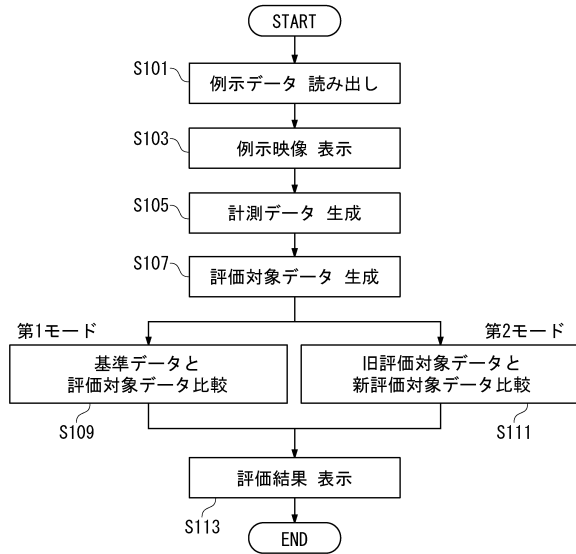 START
S101
例示データ 読み出し
S103
例示映像 表示
S105
計測データ 生成
S107
評価対象データ 生成
第1モード
第2モード
基準データと
評価対象データ比較
旧評価対象データと
新評価対象データ比較
S109
S111
評価結果 表示
S113
END